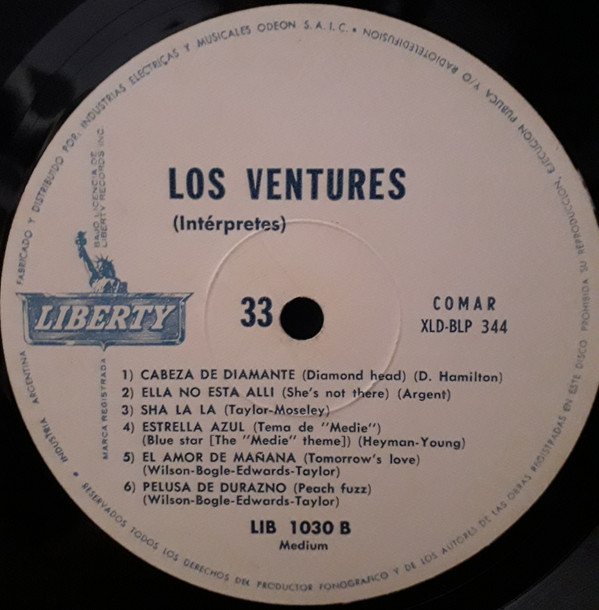 FABRICADO Y DISTRIBUIDO POR: INDUSTRIAS ELECTRICAS Y MUSICALES ODEON S.A.I.C. • PROHIBIDA SU REPRODUCCION, EJECUCION PUBLICA Y/O RADIOTELEDIFUSION •
LOS VENTURES
(Intérpretes)
BAJO LICENCIA DE
LIBERTY RECORDS INC.
LIBERTY
MARCA REGISTRADA
33
COMAR
XLD-BLP 344
1) CABEZA DE DIAMANTE (Diamond head) (D. Hamilton)
2) ELLA NO ESTA ALLI (She's not there) (Argent)
3) SHA LA LA (Taylor-Moseley)
4) ESTRELLA AZUL (Tema de "Medie")
(Blue star [The "Medie" theme]) (Heyman-Young)
5) EL AMOR DE MAÑANA (Tomorrow's love)
(Wilson-Bogle-Edwards-Taylor)
6) PELUSA DE DURAZNO (Peach fuzz)
(Wilson-Bogle-Edwards-Taylor)
LIB 1030 B
Medium
INDUSTRIA ARGENTINA
• RESERVADOS TODOS LOS DERECHOS DEL PRODUCTOR FONOGRAFICO Y DE LOS AUTORES DE LAS OBRAS REGISTRADAS EN ESTE DISCO